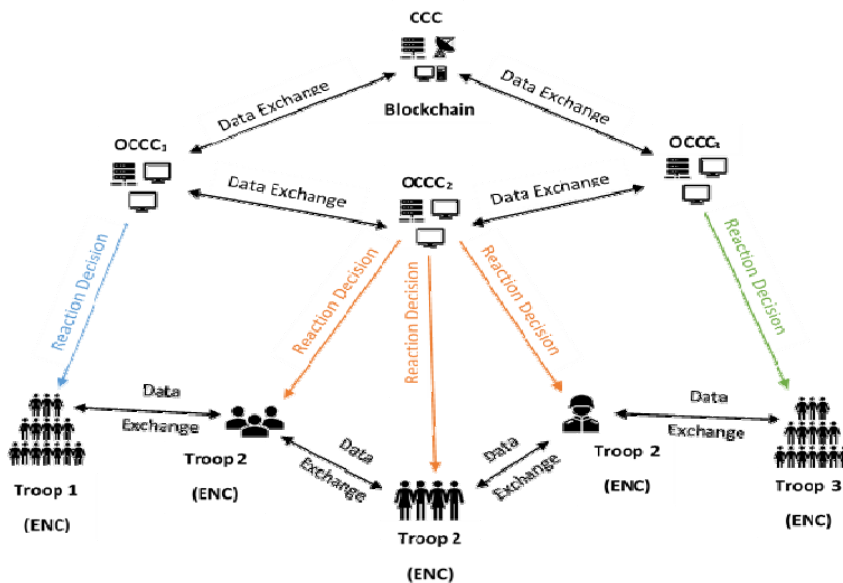 CCC
Blockchain
Data Exchange
Data Exchange
OCCC₁
OCCC₂
Data Exchange
Data Exchange
Reaction Decision
Reaction Decision
Reaction Decision
Reaction Decision
Reaction Decision
Data
Exchange
Data
Exchange
Data
Exchange
Data
Exchange
Troop 1
(ENC)
Troop 2
(ENC)
Troop 2
(ENC)
Troop 2
(ENC)
Troop 3
(ENC)